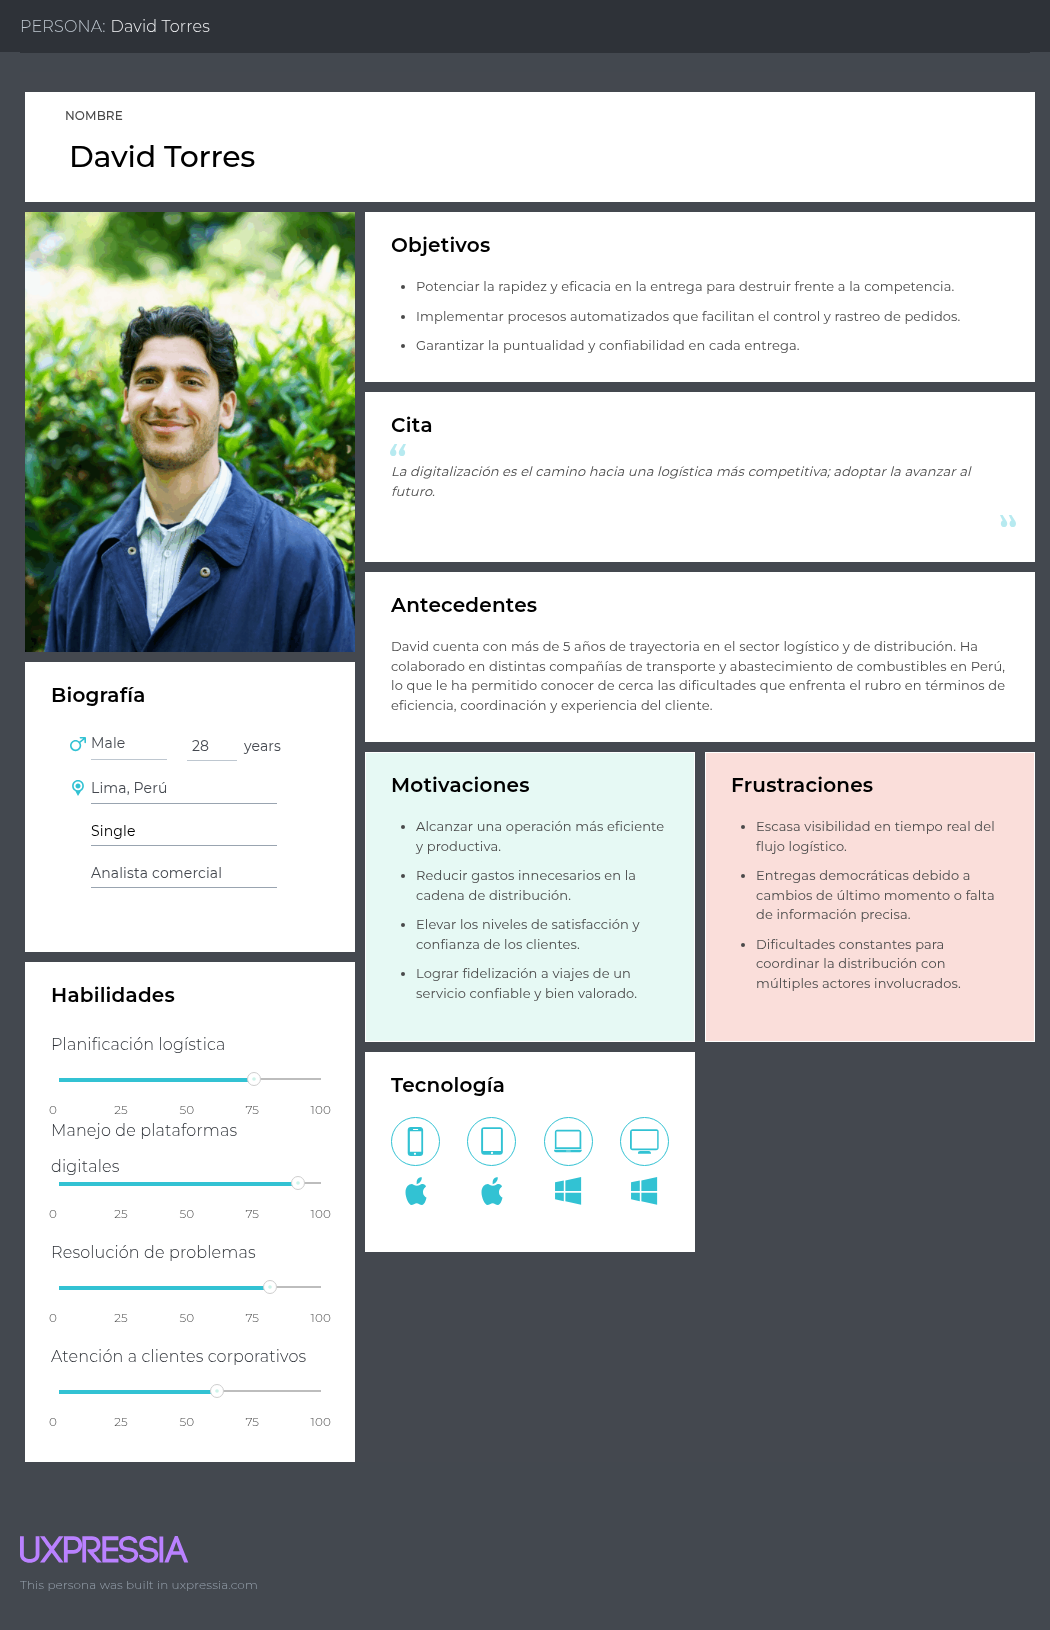 PERSONA: David Torres
NOMBRE
David Torres
Objetivos
Potenciar la rapidez y eficacia en la entrega para destruir frente a la competencia.
Implementar procesos automatizados que facilitan el control y rastreo de pedidos.
Garantizar la puntualidad y confiabilidad en cada entrega.
Cita
“
La digitalización es el camino hacia una logística más competitiva; adoptar la avanzar al
futuro.
”
Antecedentes
David cuenta con más de 5 años de trayectoria en el sector logístico y de distribución. Ha
colaborado en distintas compañías de transporte y abastecimiento de combustibles en Perú,
lo que le ha permitido conocer de cerca las dificultades que enfrenta el rubro en términos de
eficiencia, coordinación y experiencia del cliente.
Biografía
Male 28 years
Lima, Perú
Single
Analista comercial
Motivaciones
Alcanzar una operación más eficiente
y productiva.
Reducir gastos innecesarios en la
cadena de distribución.
Elevar los niveles de satisfacción y
confianza de los clientes.
Lograr fidelización a viajes de un
servicio confiable y bien valorado.
Frustraciones
Escasa visibilidad en tiempo real del
flujo logístico.
Entregas democráticas debido a
cambios de último momento o falta
de información precisa.
Dificultades constantes para
coordinar la distribución con
múltiples actores involucrados.
Habilidades
Planificación logística
0 25 50 75 100
Manejo de plataformas
digitales
0 25 50 75 100
Resolución de problemas
0 25 50 75 100
Atención a clientes corporativos
0 25 50 75 100
Tecnología
UXPRESSIA
This persona was built in uxpressia.com